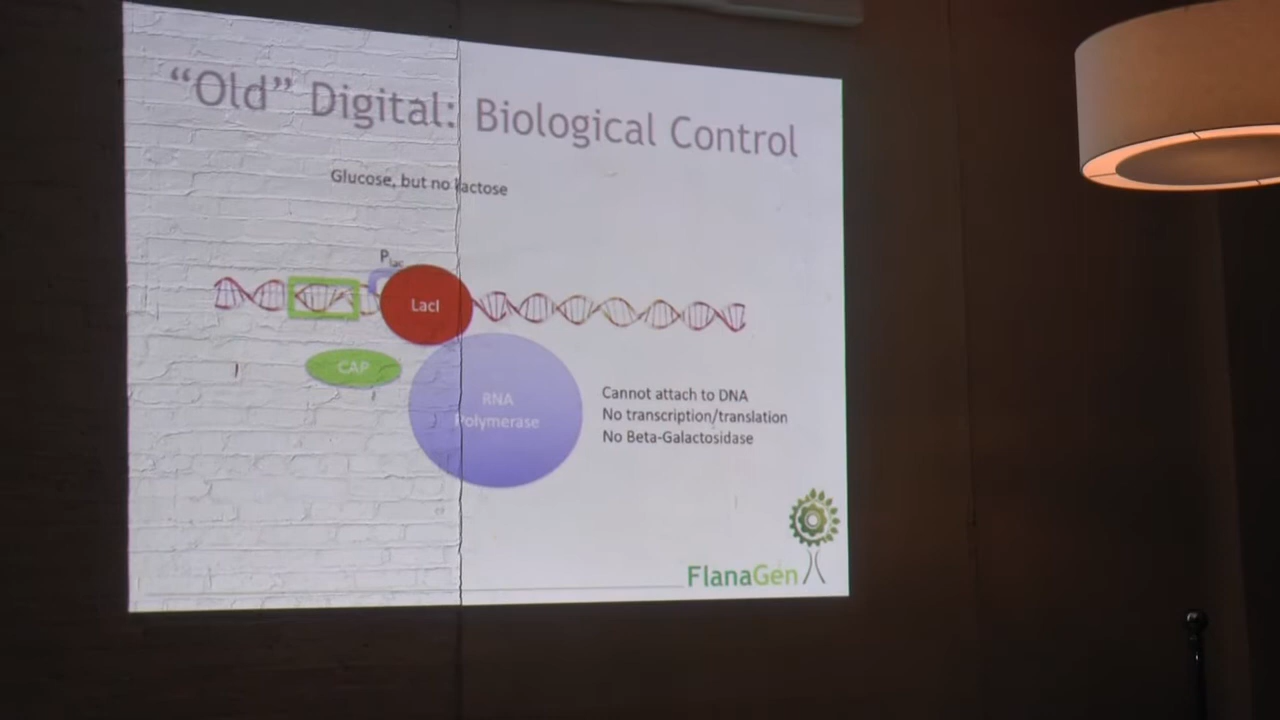 “Old” Digital: Biological Control
Glucose, but no lactose
Plac
LacI
CAP
RNA
Polymerase
Cannot attach to DNA
No transcription/translation
No Beta-Galactosidase
FlanaGen